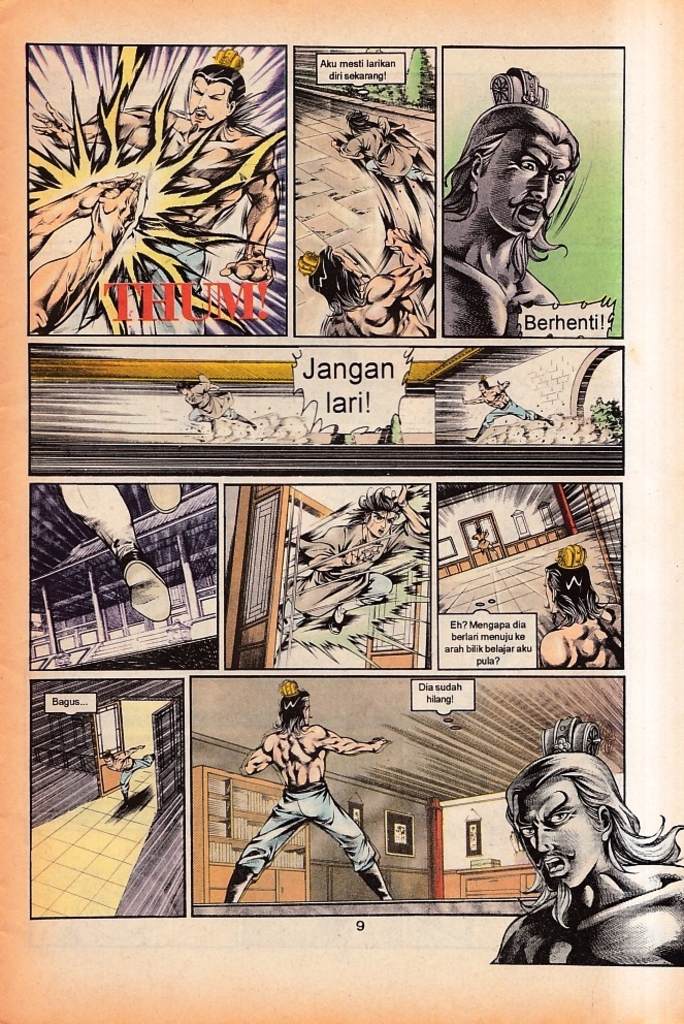 THUM!
Aku mesti larikan
diri sekarang!
Berhenti!
Jangan
lari!
Eh? Mengapa dia
berlari menuju ke
arah bilik belajar aku
pula?
Bagus...
Dia sudah
hilang!
9